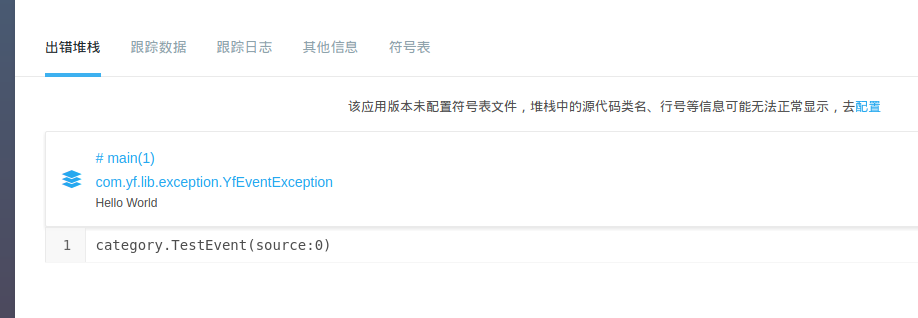 出错堆栈 跟踪数据 跟踪日志 其他信息 符号表
该应用版本未配置符号表文件，堆栈中的源代码类名、行号等信息可能无法正常显示，去配置
# main(1)
com.yf.lib.exception.YfEventException
Hello World
1 category.TestEvent(source:0)